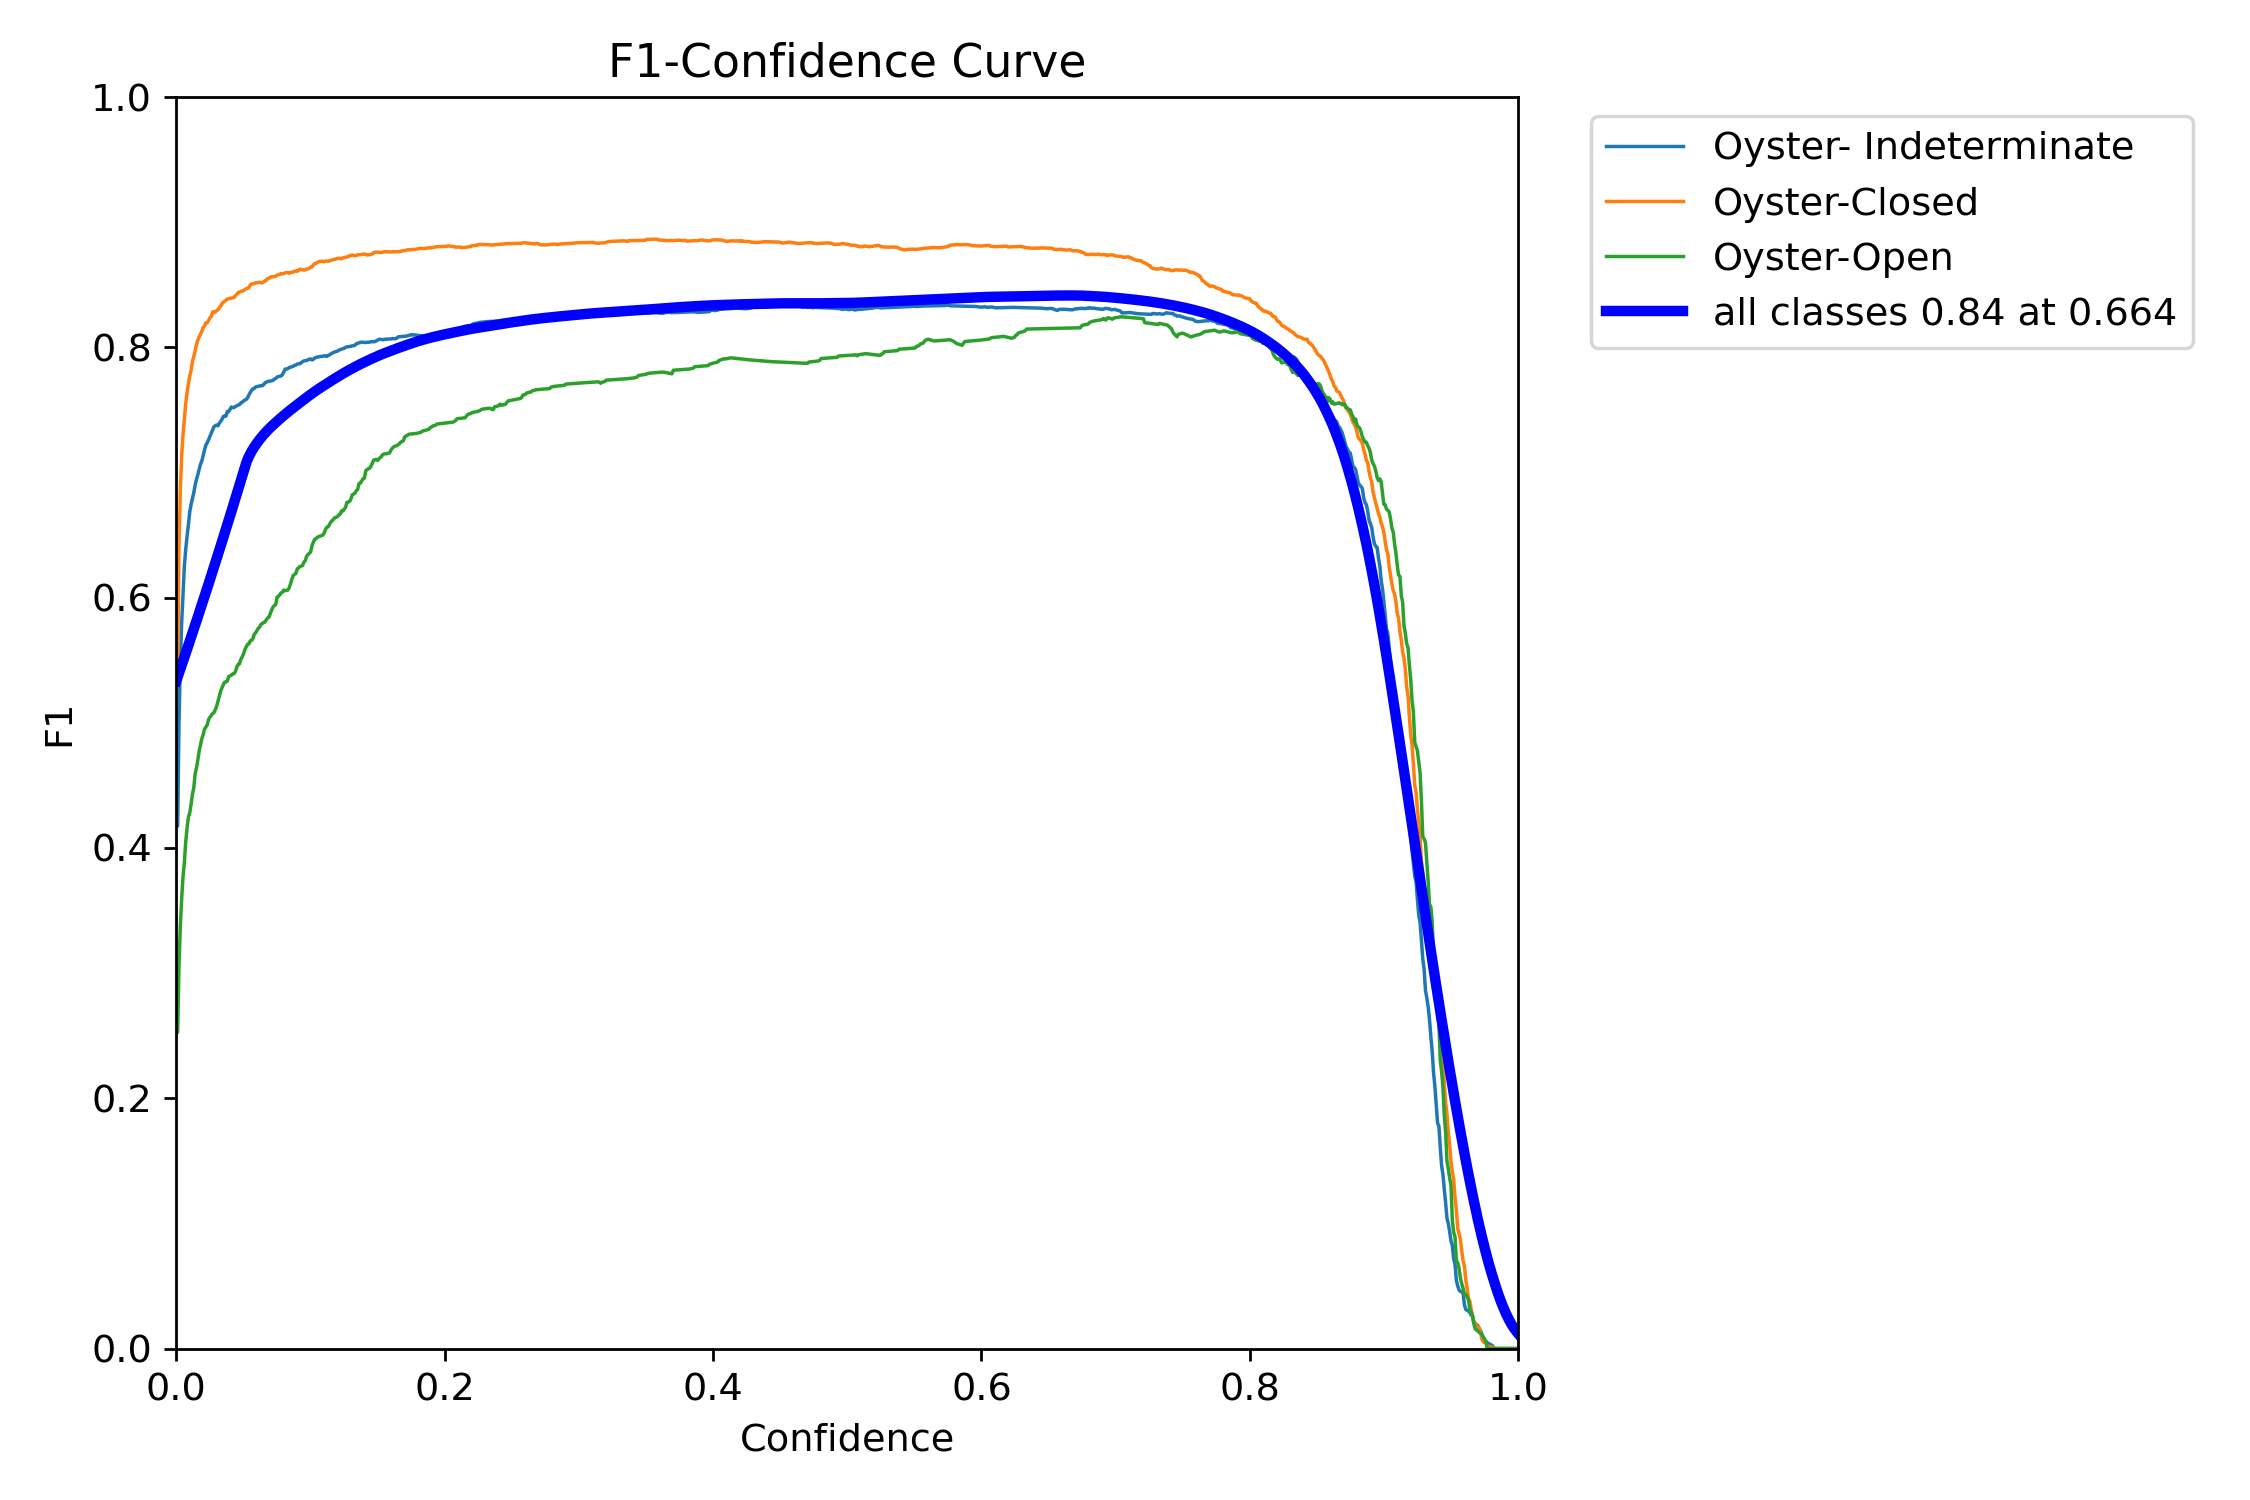 F1-Confidence Curve
1.0
0.8
0.6
0.4
0.2
0.0
F1
0.0 0.2 0.4 0.6 0.8 1.0
Confidence
Oyster- Indeterminate
Oyster-Closed
Oyster-Open
all classes 0.84 at 0.664